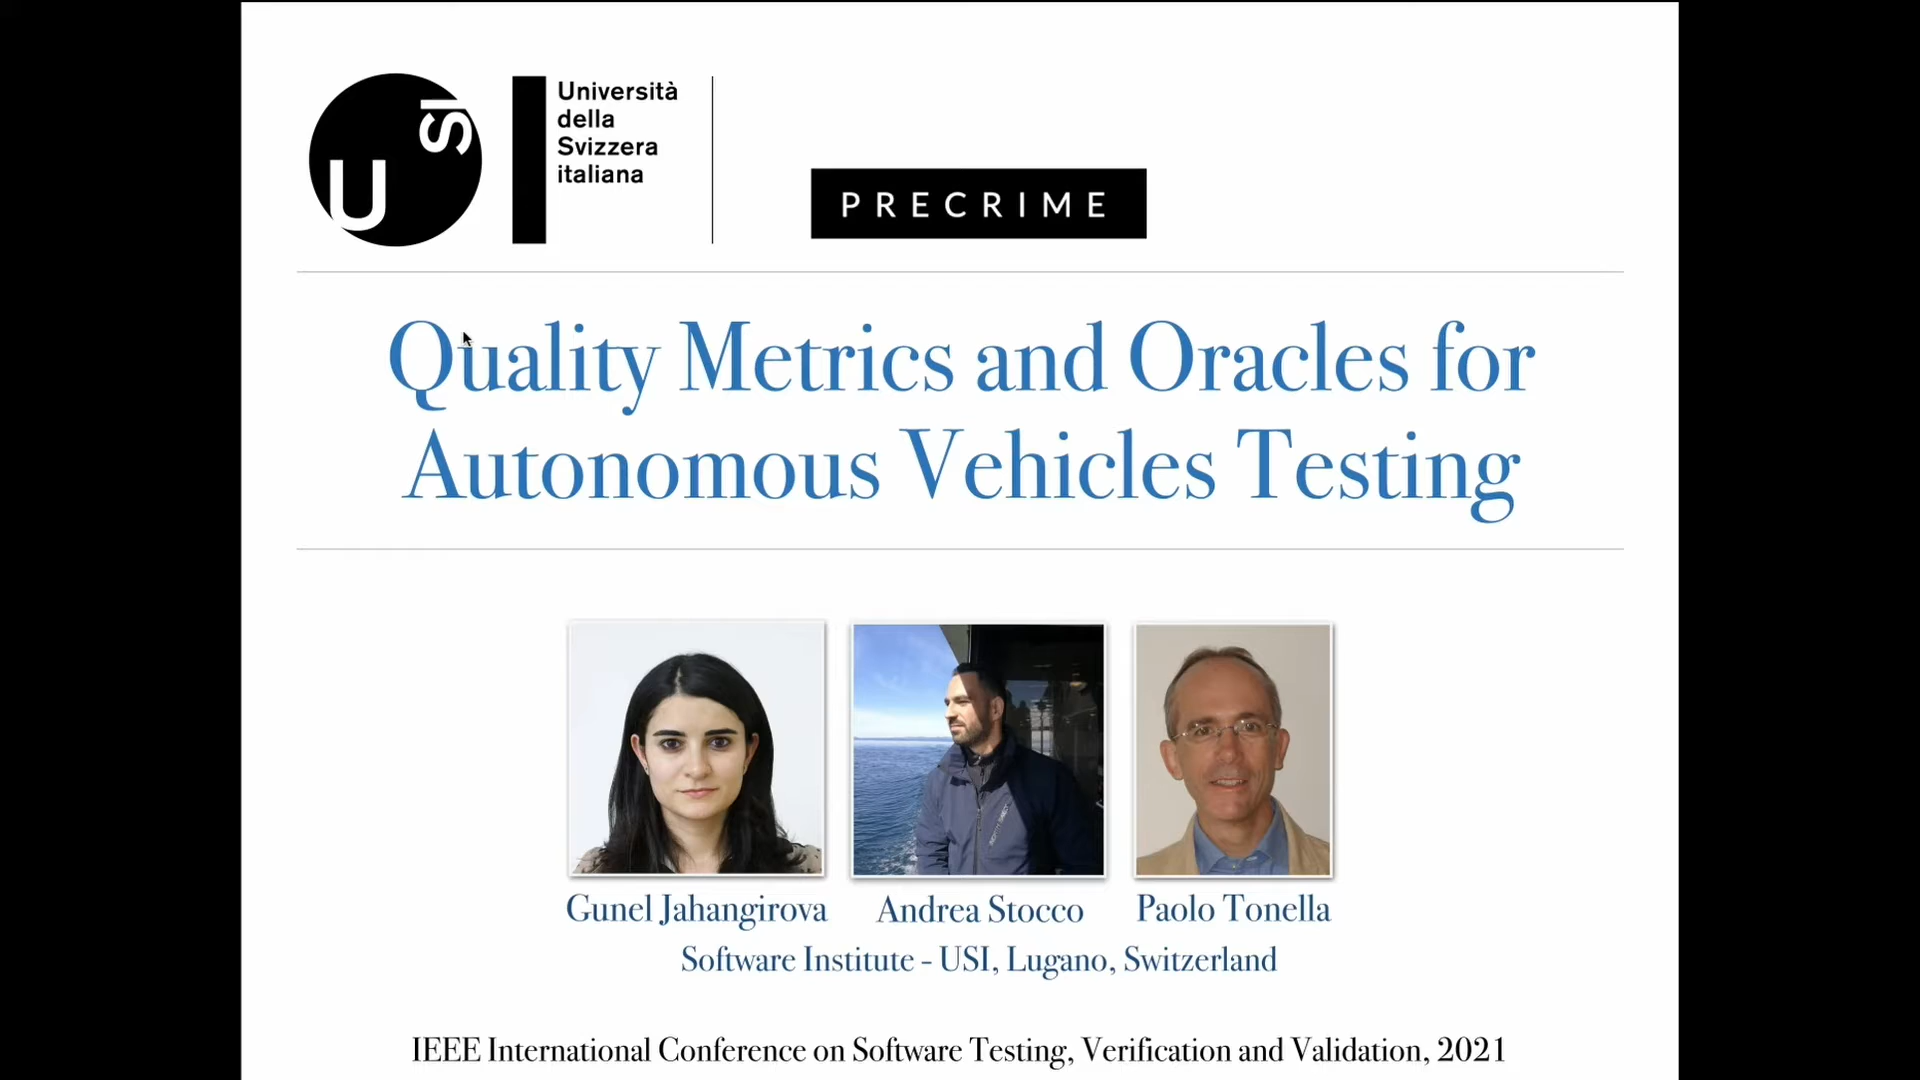 USI
Università
della
Svizzera
italiana
PRECRIME
Quality Metrics and Oracles for
Autonomous Vehicles Testing
Gunel Jahangirova
Andrea Stocco
Paolo Tonella
Software Institute - USI, Lugano, Switzerland
IEEE International Conference on Software Testing, Verification and Validation, 2021